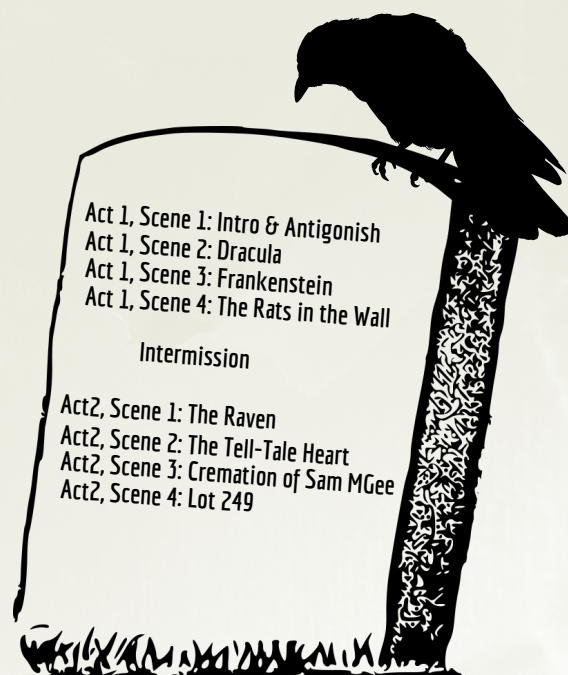 Act 1, Scene 1: Intro & Antigonish
Act 1, Scene 2: Dracula
Act 1, Scene 3: Frankenstein
Act 1, Scene 4: The Rats in the Wall
Intermission
Act2, Scene 1: The Raven
Act2, Scene 2: The Tell-Tale Heart
Act2, Scene 3: Cremation of Sam MGee
Act2, Scene 4: Lot 249